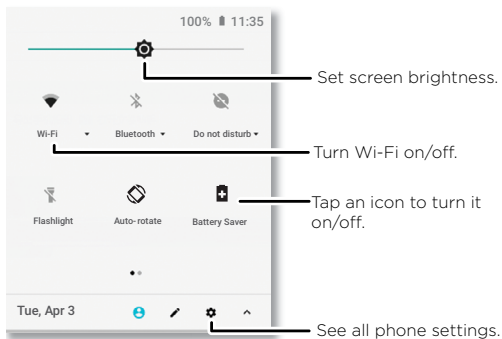 100% 11:35
Set screen brightness.
Wi-Fi Bluetooth Do not disturb
Turn Wi-Fi on/off.
Flashlight Auto-rotate Battery Saver
Tap an icon to turn it
on/off.
Tue, Apr 3
See all phone settings.